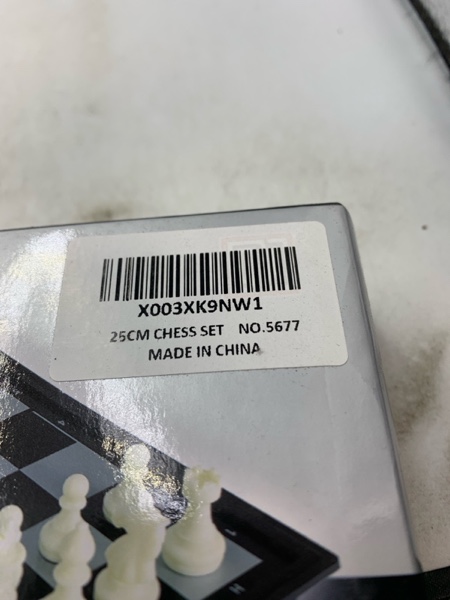 X003XK9NW1
25CM CHESS SET NO.5677
MADE IN CHINA